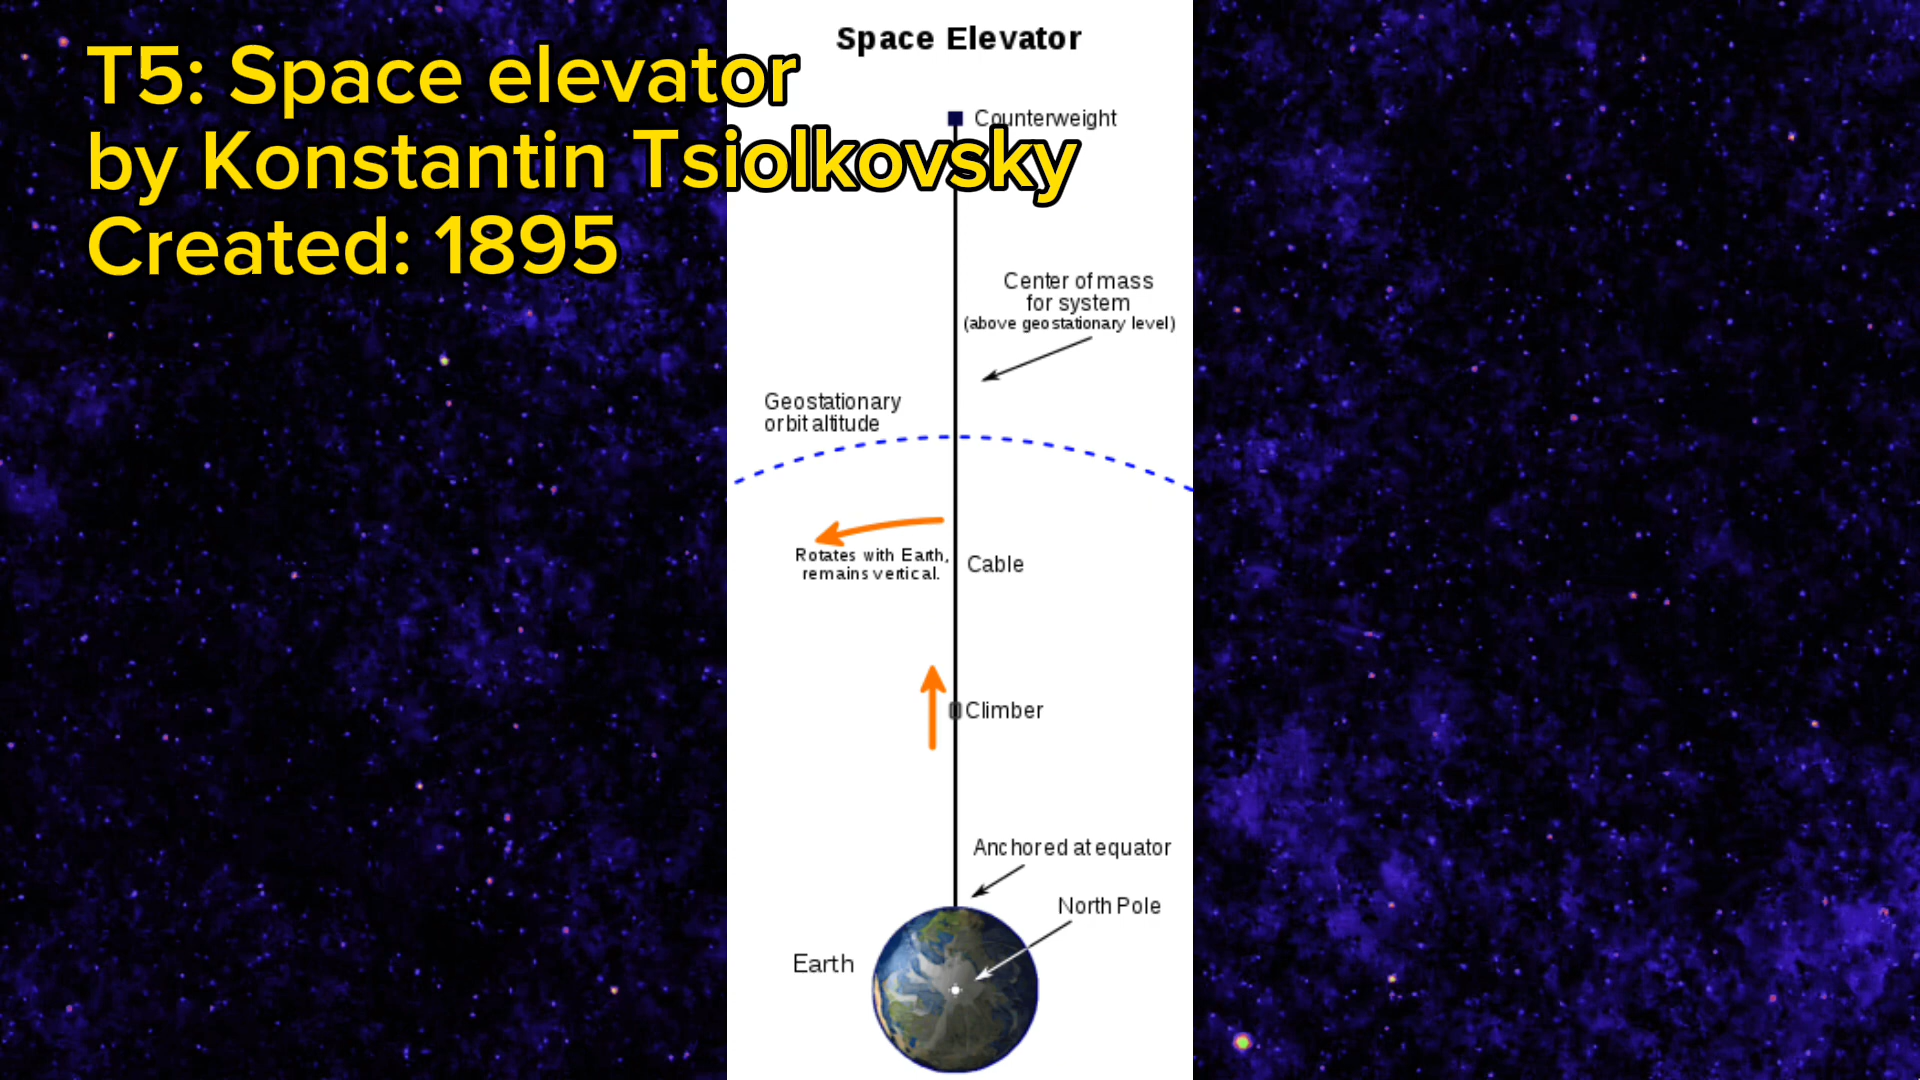 T5: Space elevator
by Konstantin Tsiolkovsky
Created: 1895
Space Elevator
Counterweight
Center of mass
for system
(above geostationary level)
Geostationary
orbit altitude
Rotates with Earth,
remains vertical.
Cable
Climber
Anchored at equator
North Pole
Earth